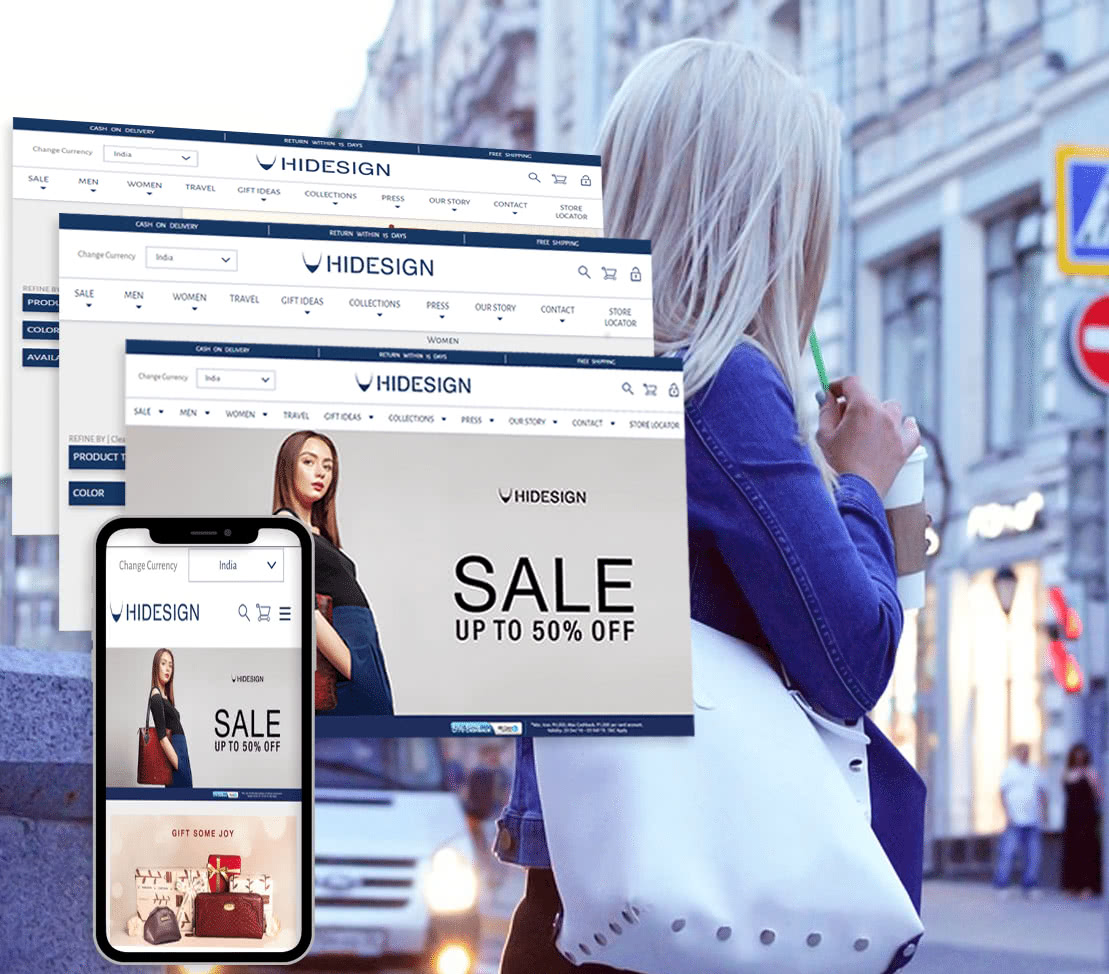 CASH ON DELIVERY
RETURN WITHIN 15 DAYS
FREE SHIPPING
Change Currency
India
HIDESIGN
SALE
MEN
WOMEN
TRAVEL
GIFT IDEAS
COLLECTIONS
PRESS
OUR STORY
CONTACT
STORE
LOCATOR
REFINE BY
PRODU
COLOR
AVAILA
CASH ON DELIVERY
RETURN WITHIN 15 DAYS
FREE SHIPPING
Change Currency
India
HIDESIGN
SALE
MEN
WOMEN
TRAVEL
GIFT IDEAS
COLLECTIONS
PRESS
OUR STORY
CONTACT
STORE
LOCATOR
WOMEN
REFINE BY | Clea
PRODUCT T
COLOR
CASH ON DELIVERY
RETURN WITHIN 15 DAYS
FREE SHIPPING
Change Currency
India
HIDESIGN
SALE
MEN
WOMEN
TRAVEL
GIFT IDEAS
COLLECTIONS
PRESS
OUR STORY
CONTACT
STORE LOCATOR
HIDESIGN
SALE
UP TO 50% OFF
Change Currency
India
HIDESIGN
HIDESIGN
SALE
UP TO 50% OFF
GIFT SOME JOY